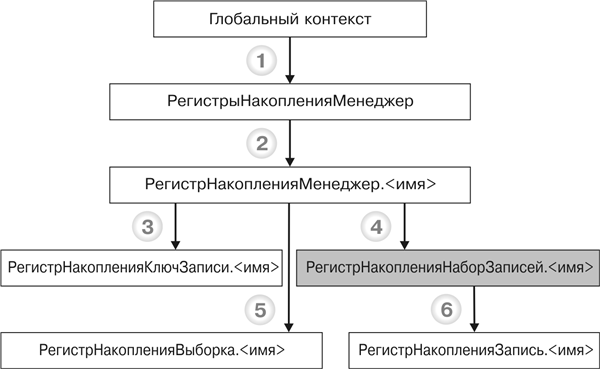 Глобальный контекст
1
РегистрыНакопленияМенеджер
2
РегистрНакопленияМенеджер.<имя>
3
4
РегистрНакопленияКлючЗаписи.<имя>
РегистрНакопленияНаборЗаписей.<имя>
5
6
РегистрНакопленияВыборка.<имя>
РегистрНакопленияЗапись.<имя>